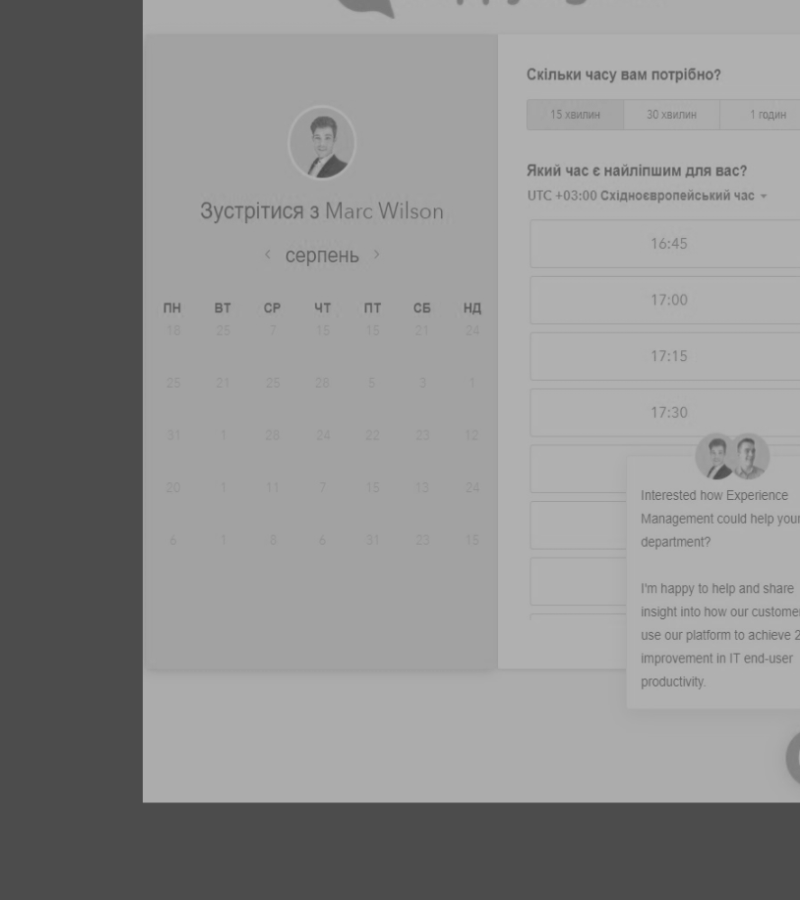 Зустрітися з Marc Wilson
серпень
ПН ВТ СР ЧТ ПТ СБ НД
16 25 7 15 15 21 24
25 21 25 26 5 3 1
31 1 28 24 22 23 12
20 1 11 7 15 13 24
6 1 8 6 31 23 15
Скільки часу вам потрібно?
15 хвилин 30 хвилин 1 годин
Який час є найліпшим для вас?
UTC +03:00 Східноєвропейський час
16:45
17:00
17:15
17:30
Interested how Experience
Management could help your
department?
I'm happy to help and share
insight into how our customer
use our platform to achieve 2
improvement in IT end-user
productivity.